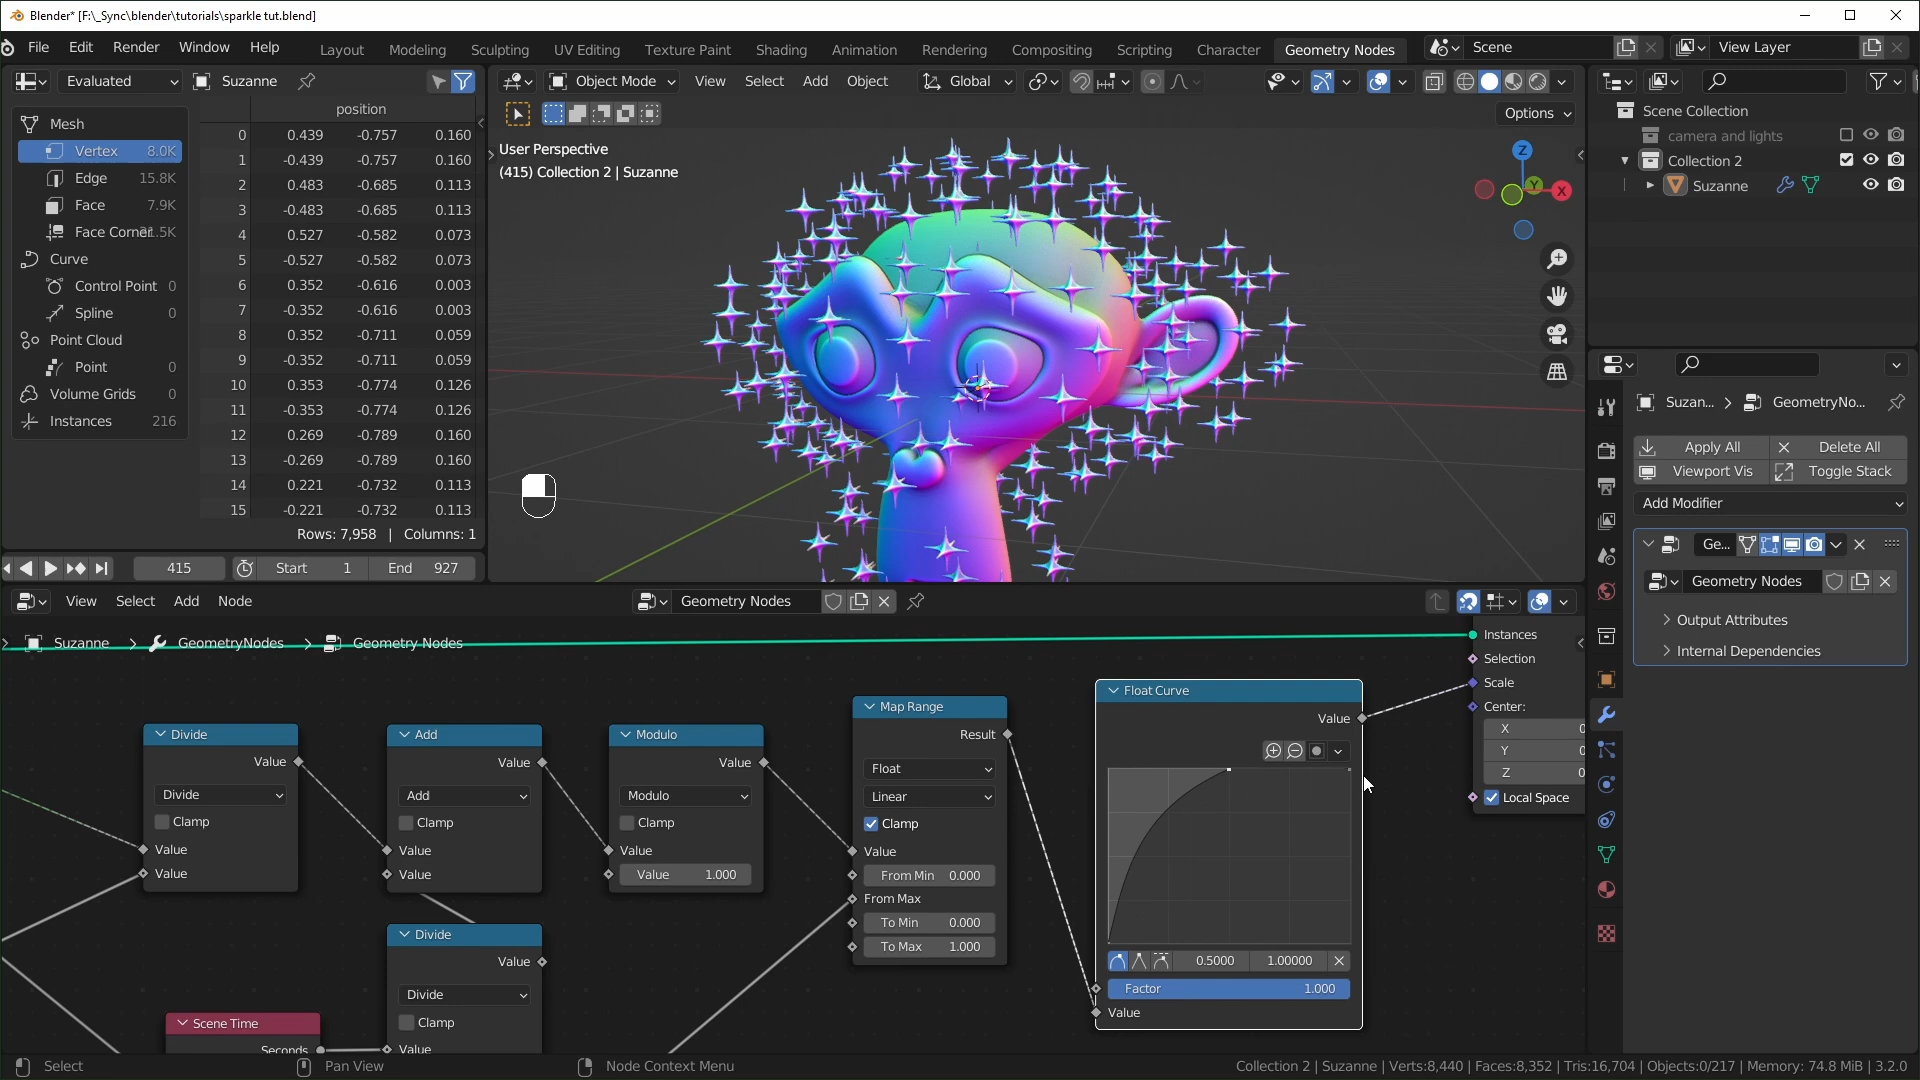 Blender* [F:\_Sync\blender\tutorials\sparkle tut.blend]
File Edit Render Window Help
Layout Modeling Sculpting UV Editing Texture Paint Shading Animation Rendering Compositing Scripting Character Geometry Nodes
Scene
View Layer
Evaluated
Suzanne
position
Mesh
Vertex 8.0K
Edge 15.8K
Face 7.9K
Face Corne
Curve
Control Point 0
Spline 0
Point Cloud
Point 0
Volume Grids 0
Instances 216
0 0.439 -0.757 0.160
1 -0.439 -0.757 0.160
2 0.483 -0.685 0.113
3 -0.483 -0.685 0.113
4 0.527 -0.582 0.073
5 -0.527 -0.582 0.073
6 0.352 -0.616 0.003
7 -0.352 -0.616 0.003
8 0.352 -0.711 0.059
9 -0.352 -0.711 0.059
10 0.353 -0.774 0.126
11 -0.353 -0.774 0.126
12 0.269 -0.789 0.160
13 -0.269 -0.789 0.160
14 0.221 -0.732 0.113
15 -0.221 -0.732 0.113
Rows: 7,958 | Columns: 1
415 Start 1 End 927
Object Mode View Select Add Object Global
Options
User Perspective
(415) Collection 2 | Suzanne
Z
Y
X
Scene Collection
camera and lights
Collection 2
Suzanne
Suzan... > GeometryNo...
Apply All Delete All
Viewport Vis Toggle Stack
Add Modifier
Ge...
Geometry Nodes
Output Attributes
Internal Dependencies
View Select Add Node
Geometry Nodes
Suzanne > GeometryNodes > Geometry Nodes
Divide
Value
Divide
Clamp
Value
Value
Add
Value
Add
Clamp
Value
Value
Modulo
Value
Modulo
Clamp
Value
Value 1.000
Map Range
Result
Float
Linear
Clamp
Value
From Min 0.000
From Max
To Min 0.000
To Max 1.000
Float Curve
Value
0.5000 1.00000
Factor 1.000
Value
Instances
Selection
Scale
Center:
X 0
Y 0
Z 0
Local Space
Divide
Value
Divide
Clamp
Value
Scene Time
Seconds
Select Pan View Node Context Menu
Collection 2 | Suzanne | Verts:8,440 | Faces:8,352 | Tris:16,704 | Objects:0/217 | Memory: 74.8 MiB | 3.2.0